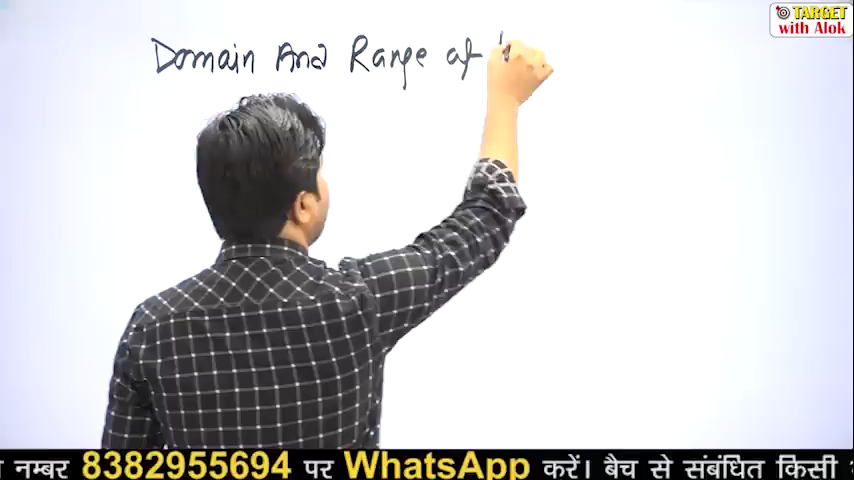 TARGET
with Alok
Domain And Range of
नम्बर 8382955694 पर WhatsApp करें। बैच से संबंधित किसी